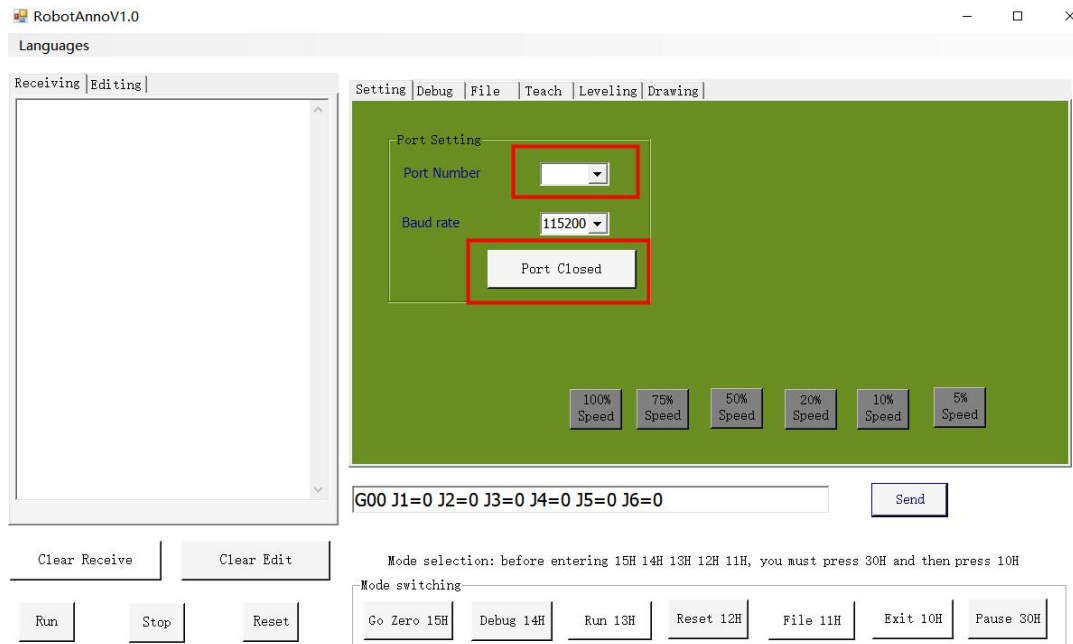 RobotAnnoV1.0
Languages
Receiving Editing
Setting Debug File Teach Leveling Drawing
Port Setting
Port Number
Baud rate 115200
Port Closed
100% Speed
75% Speed
50% Speed
20% Speed
10% Speed
5% Speed
G00 J1=0 J2=0 J3=0 J4=0 J5=0 J6=0
Send
Clear Receive Clear Edit
Mode selection: before entering 15H 14H 13H 12H 11H, you must press 30H and then press 10H
Mode switching
Run Stop Reset
Go Zero 15H Debug 14H Run 13H Reset 12H File 11H Exit 10H Pause 30H